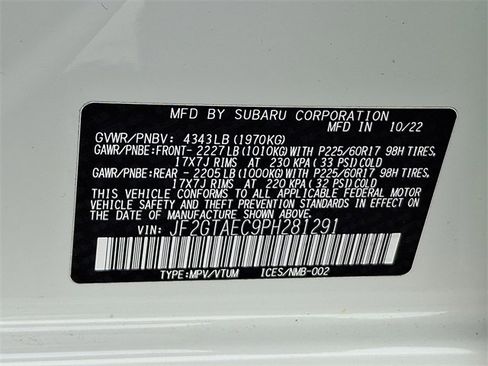 MFD BY SUBARU CORPORATION
MFD IN 10/22
GVWR/PNBV: 4343LB(1970KG)
GAWR/PNBE:FRONT- 2227LB(1010KG)WITH P225/60R17 98H TIRES,
17X7J RIMS AT 230 KPA( 33 PSI)COLD
GAWR/PNBE:REAR - 2205LB(1000KG)WITH P225/60R17 98H TIRES,
17X7J RIMS AT 220 KPA( 32 PSI)COLD
THIS VEHICLE CONFORMS TO ALL APPLICABLE FEDERAL MOTOR
VEHICLE SAFETY AND THEFT PREVENTION STANDARDS IN EFFECT ON
THE DATE OF MANUFACTURE SHOWN ABOVE.
VIN: JF2GTAEC9PH281291
TYPE:MPV/VTUM ICES/NMB-002